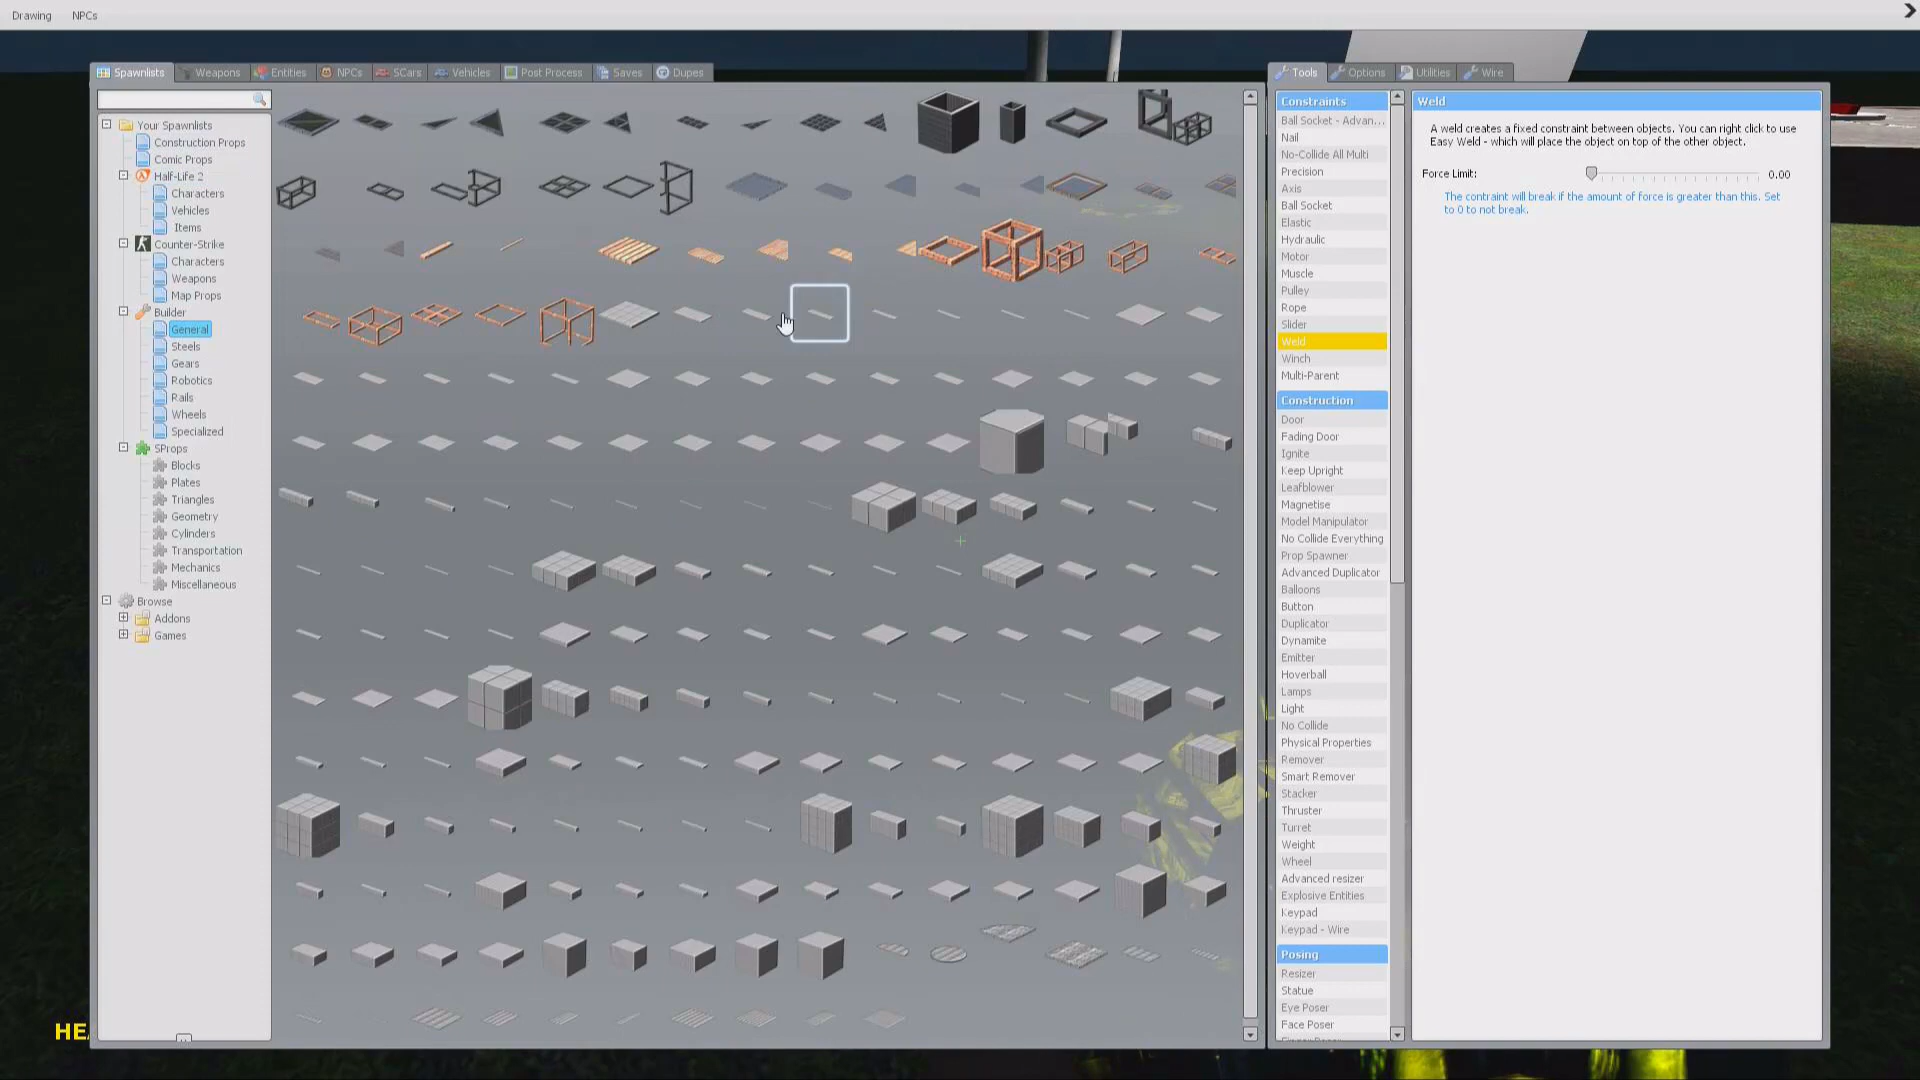 Drawing NPCs
Spawnlists Weapons Entities NPCs SCars Vehicles Post Process Saves Dupes
Your Spawnlists
Construction Props
Comic Props
Half-Life 2
Characters
Vehicles
Items
Counter-Strike
Characters
Weapons
Map Props
Builder
General
Steels
Gears
Robotics
Rails
Wheels
Specialized
SProps
Blocks
Plates
Triangles
Geometry
Cylinders
Transportation
Mechanics
Miscellaneous
Browse
Addons
Games
HEA
Tools Options Utilities Wire
Constraints
Ball Socket - Advan...
Nail
No-Collide All Multi
Precision
Axis
Ball Socket
Elastic
Hydraulic
Motor
Muscle
Pulley
Rope
Slider
Weld
Winch
Multi-Parent
Construction
Door
Fading Door
Ignite
Keep Upright
Leafblower
Magnetise
Model Manipulator
No Collide Everything
Prop Spawner
Advanced Duplicator
Balloons
Button
Duplicator
Dynamite
Emitter
Hoverball
Lamps
Light
No Collide
Physical Properties
Remover
Smart Remover
Stacker
Thruster
Turret
Weight
Wheel
Advanced resizer
Explosive Entities
Keypad
Keypad - Wire
Posing
Resizer
Statue
Eye Poser
Face Poser
Weld
A weld creates a fixed constraint between objects. You can right click to use
Easy Weld - which will place the object on top of the other object.
Force Limit: 0.00
The contraint will break if the amount of force is greater than this. Set
to 0 to not break.